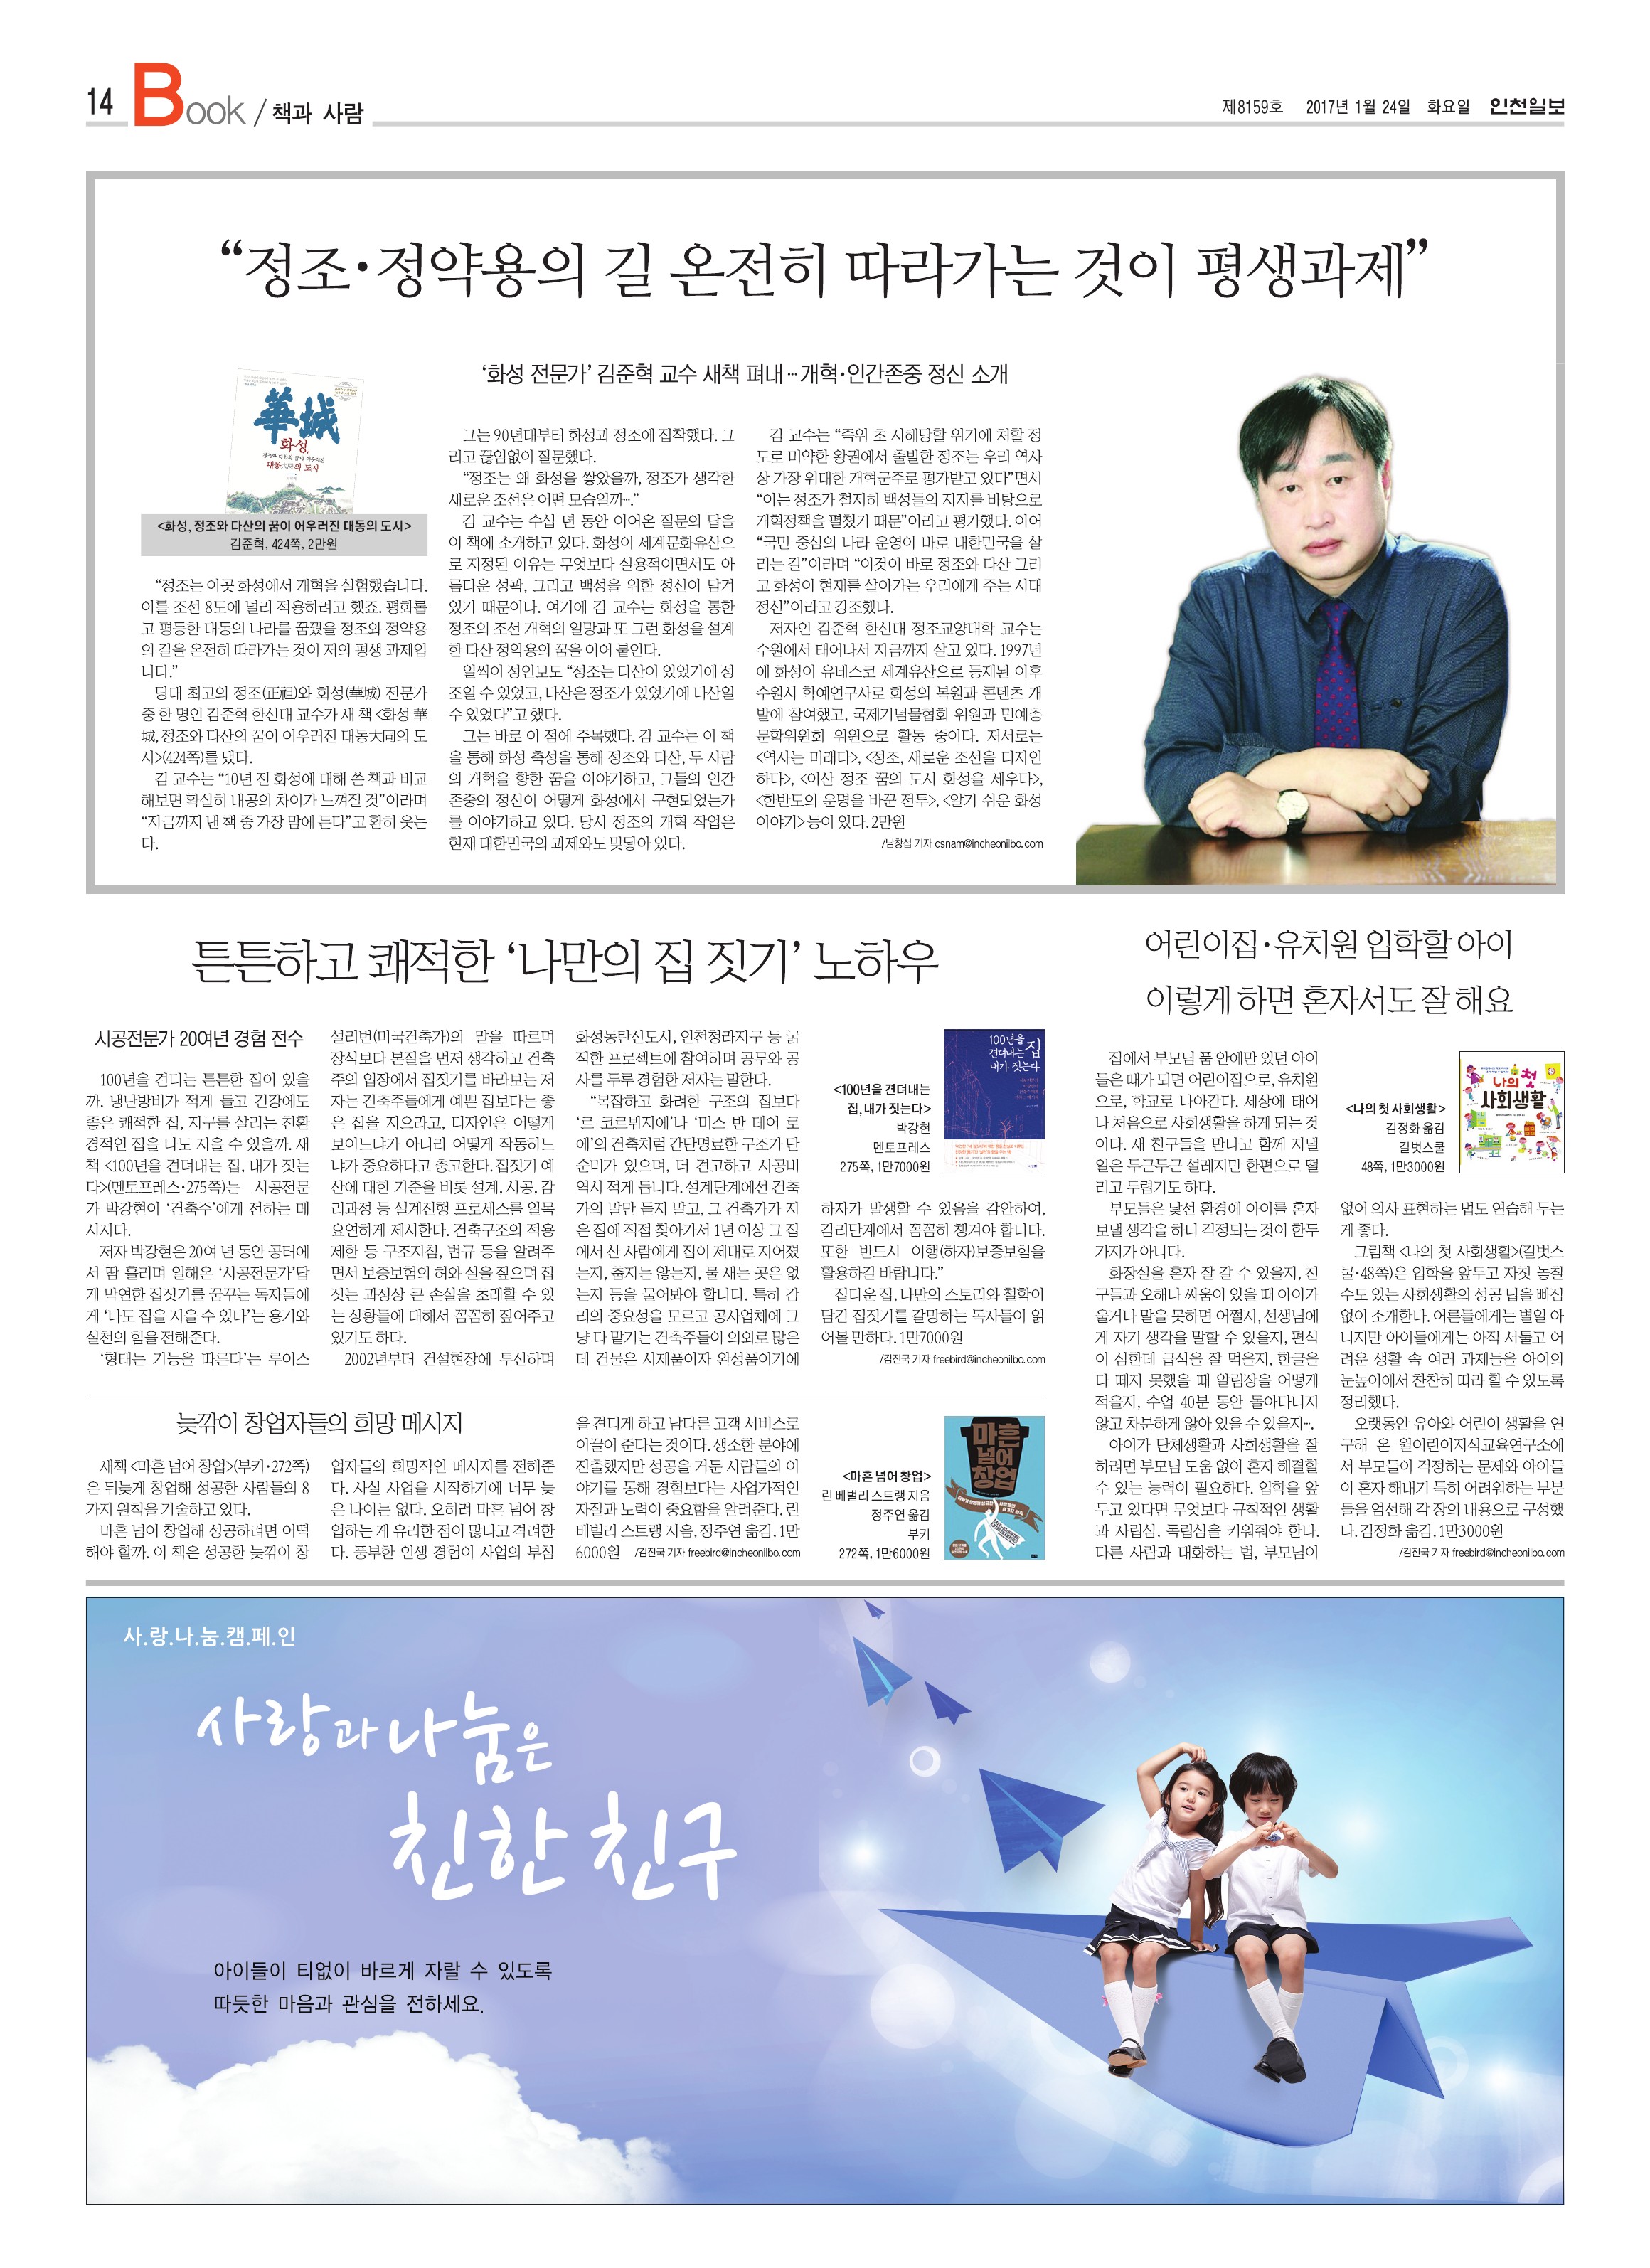 14 Book / 책과 사람
제8159호 2017년 1월 24일 화요일 인천일보
“정조·정약용의 길 온전히 따라가는 것이 평생과제”
‘화성 전문가’ 김준혁 교수 새책 펴내…개혁·인간존중 정신 소개
華城
화성,
정조와 다산의 꿈이 어우러진
대동大同의 도시
<화성, 정조와 다산의 꿈이 어우러진 대동의 도시>
김준혁, 424쪽, 2만원
“정조는 이곳 화성에서 개혁을 실험했습니다.
이를 조선 8도에 널리 적용하려고 했죠. 평화롭
고 평등한 대동의 나라를 꿈꿨을 정조와 정약용
의 길을 온전히 따라가는 것이 저의 평생 과제입
니다.”
당대 최고의 정조(正祖)와 화성(華城) 전문가
중 한 명인 김준혁 한신대 교수가 새 책 <화성 華
城, 정조와 다산의 꿈이 어우러진 대동大同의 도
시>(424쪽)를 냈다.
김 교수는 “10년 전 화성에 대해 쓴 책과 비교
해보면 확실히 내공의 차이가 느껴질 것”이라며
“지금까지 낸 책 중 가장 맘에 든다”고 환히 웃는
다.
그는 90년대부터 화성과 정조에 집착했다. 그
리고 끊임없이 질문했다.
“정조는 왜 화성을 쌓았을까, 정조가 생각한
새로운 조선은 어떤 모습일까….”
김 교수는 수십 년 동안 이어온 질문의 답을
이 책에 소개하고 있다. 화성이 세계문화유산으
로 지정된 이유는 무엇보다 실용적이면서도 아
름다운 성곽, 그리고 백성을 위한 정신이 담겨
있기 때문이다. 여기에 김 교수는 화성을 통한
정조의 조선 개혁의 열망과 또 그런 화성을 설계
한 다산 정약용의 꿈을 이어 붙인다.
일찍이 정인보도 “정조는 다산이 있었기에 정
조일 수 있었고, 다산은 정조가 있었기에 다산일
수 있었다”고 했다.
그는 바로 이 점에 주목했다. 김 교수는 이 책
을 통해 화성 축성을 통해 정조와 다산, 두 사람
의 개혁을 향한 꿈을 이야기하고, 그들의 인간
존중의 정신이 어떻게 화성에서 구현되었는가
를 이야기하고 있다. 당시 정조의 개혁 작업은
현재 대한민국의 과제와도 맞닿아 있다.
김 교수는 “즉위 초 시해당할 위기에 처할 정
도로 미약한 왕권에서 출발한 정조는 우리 역사
상 가장 위대한 개혁군주로 평가받고 있다”면서
“이는 정조가 철저히 백성들의 지지를 바탕으로
개혁정책을 펼쳤기 때문”이라고 평가했다. 이어
“국민 중심의 나라 운영이 바로 대한민국을 살
리는 길”이라며 “이것이 바로 정조와 다산 그리
고 화성이 현재를 살아가는 우리에게 주는 시대
정신”이라고 강조했다.
저자인 김준혁 한신대 정조교양대학 교수는
수원에서 태어나서 지금까지 살고 있다. 1997년
에 화성이 유네스코 세계유산으로 등재된 이후
수원시 학예연구사로 화성의 복원과 콘텐츠 개
발에 참여했고, 국제기념물협회 위원과 민예총
문학위원회 위원으로 활동 중이다. 저서로는
<역사는 미래다>, <정조, 새로운 조선을 디자인
하다>, <이산 정조 꿈의 도시 화성을 세우다>,
<한반도의 운명을 바꾼 전투>, <알기 쉬운 화성
이야기> 등이 있다. 2만원
/남창섭 기자 csnam@incheonilbo.com
튼튼하고 쾌적한 ‘나만의 집 짓기’ 노하우
시공전문가 20여년 경험 전수
100년을 견디는 튼튼한 집이 있을
까. 냉난방비가 적게 들고 건강에도
좋은 쾌적한 집, 지구를 살리는 친환
경적인 집을 나도 지을 수 있을까. 새
책 <100년을 견뎌내는 집, 내가 짓는
다>(멘토프레스·275쪽)는 시공전문
가 박강현이 ‘건축주’에게 전하는 메
시지다.
저자 박강현은 20여 년 동안 공터에
서 땀 흘리며 일해온 ‘시공전문가’답
게 막연한 집짓기를 꿈꾸는 독자들에
게 ‘나도 집을 지을 수 있다’는 용기와
실천의 힘을 전해준다.
‘형태는 기능을 따른다’는 루이스
설리번(미국건축가)의 말을 따르며
장식보다 본질을 먼저 생각하고 건축
주의 입장에서 집짓기를 바라보는 저
자는 건축주들에게 예쁜 집보다는 좋
은 집을 지으라고, 디자인은 어떻게
보이느냐가 아니라 어떻게 작동하느
냐가 중요하다고 충고한다. 집짓기 예
산에 대한 기준을 비롯 설계, 시공, 감
리과정 등 설계진행 프로세스를 일목
요연하게 제시한다. 건축구조의 적용
제한 등 구조지침, 법규 등을 알려주
면서 보증보험의 허와 실을 짚으며 집
짓는 과정상 큰 손실을 초래할 수 있
는 상황들에 대해서 꼼꼼히 짚어주고
있기도 하다.
2002년부터 건설현장에 투신하며
화성동탄신도시, 인천청라지구 등 굵
직한 프로젝트에 참여하며 공무와 공
사를 두루 경험한 저자는 말한다.
“복잡하고 화려한 구조의 집보다
‘르 코르뷔지에’나 ‘미스 반 데어 로
에’의 건축처럼 간단명료한 구조가 단
순미가 있으며, 더 견고하고 시공비
역시 적게 듭니다. 설계단계에선 건축
가의 말만 듣지 말고, 그 건축가가 지
은 집에 직접 찾아가서 1년 이상 그 집
에서 산 사람에게 집이 제대로 지어졌
는지, 춥지는 않는지, 물 새는 곳은 없
는지 등을 물어봐야 합니다. 특히 감
리의 중요성을 모르고 공사업체에 그
냥 다 맡기는 건축주들이 의외로 많은
데 건물은 시제품이자 완성품이기에
100년을
견뎌내는 집
내가 짓는다
<100년을 견뎌내는
집, 내가 짓는다>
박강현
멘토프레스
275쪽, 1만7000원
하자가 발생할 수 있음을 감안하여,
감리단계에서 꼼꼼히 챙겨야 합니다.
또한 반드시 이행(하자)보증보험을
활용하길 바랍니다.”
집다운 집, 나만의 스토리와 철학이
담긴 집짓기를 갈망하는 독자들이 읽
어볼 만하다. 1만7000원
/김진국 기자 freebird@incheonilbo.com
늦깎이 창업자들의 희망 메시지
새책 <마흔 넘어 창업>(부키·272쪽)
은 뒤늦게 창업해 성공한 사람들의 8
가지 원칙을 기술하고 있다.
마흔 넘어 창업해 성공하려면 어떡
해야 할까. 이 책은 성공한 늦깎이 창
업자들의 희망적인 메시지를 전해준
다. 사실 사업을 시작하기에 너무 늦
은 나이는 없다. 오히려 마흔 넘어 창
업하는 게 유리한 점이 많다고 격려한
다. 풍부한 인생 경험이 사업의 부침
을 견디게 하고 남다른 고객 서비스로
이끌어 준다는 것이다. 생소한 분야에
진출했지만 성공을 거둔 사람들의 이
야기를 통해 경험보다는 사업가적인
자질과 노력이 중요함을 알려준다. 린
베벌리 스트랭 지음, 정주연 옮김, 1만
6000원 /김진국 기자 freebird@incheonilbo.com
마흔
넘어
창업
<마흔 넘어 창업>
린 베벌리 스트랭 지음
정주연 옮김
부키
272쪽, 1만6000원
어린이집·유치원 입학할 아이
이렇게 하면 혼자서도 잘 해요
집에서 부모님 품 안에만 있던 아이
들은 때가 되면 어린이집으로, 유치원
으로, 학교로 나아간다. 세상에 태어
나 처음으로 사회생활을 하게 되는 것
이다. 새 친구들을 만나고 함께 지낼
일은 두근두근 설레지만 한편으로 떨
리고 두렵기도 하다.
부모들은 낯선 환경에 아이를 혼자
보낼 생각을 하니 걱정되는 것이 한두
가지가 아니다.
화장실을 혼자 잘 갈 수 있을지, 친
구들과 오해나 싸움이 있을 때 아이가
울거나 말을 못하면 어쩔지, 선생님에
게 자기 생각을 말할 수 있을지, 편식
이 심한데 급식을 잘 먹을지, 한글을
다 떼지 못했을 때 알림장을 어떻게
적을지, 수업 40분 동안 돌아다니지
않고 차분하게 앉아 있을 수 있을지….
아이가 단체생활과 사회생활을 잘
하려면 부모님 도움 없이 혼자 해결할
수 있는 능력이 필요하다. 입학을 앞
두고 있다면 무엇보다 규칙적인 생활
과 자립심, 독립심을 키워줘야 한다.
다른 사람과 대화하는 법, 부모님이
나의 첫
사회생활
<나의 첫 사회생활>
김정화 옮김
길벗스쿨
48쪽, 1만3000원
없어 의사 표현하는 법도 연습해 두는
게 좋다.
그림책 <나의 첫 사회생활>(길벗스
쿨·48쪽)은 입학을 앞두고 자칫 놓칠
수도 있는 사회생활의 성공 팁을 빠짐
없이 소개한다. 어른들에게는 별일 아
니지만 아이들에게는 아직 서툴고 어
려운 생활 속 여러 과제들을 아이의
눈높이에서 찬찬히 따라 할 수 있도록
정리했다.
오랫동안 유아와 어린이 생활을 연
구해 온 윌어린이지식교육연구소에
서 부모들이 걱정하는 문제와 아이들
이 혼자 해내기 특히 어려워하는 부분
들을 엄선해 각 장의 내용으로 구성했
다. 김정화 옮김, 1만3000원
/김진국 기자 freebird@incheonilbo.com
사.랑.나.눔.캠.페.인
사랑과 나눔은
친한 친구
아이들이 티없이 바르게 자랄 수 있도록
따듯한 마음과 관심을 전하세요.